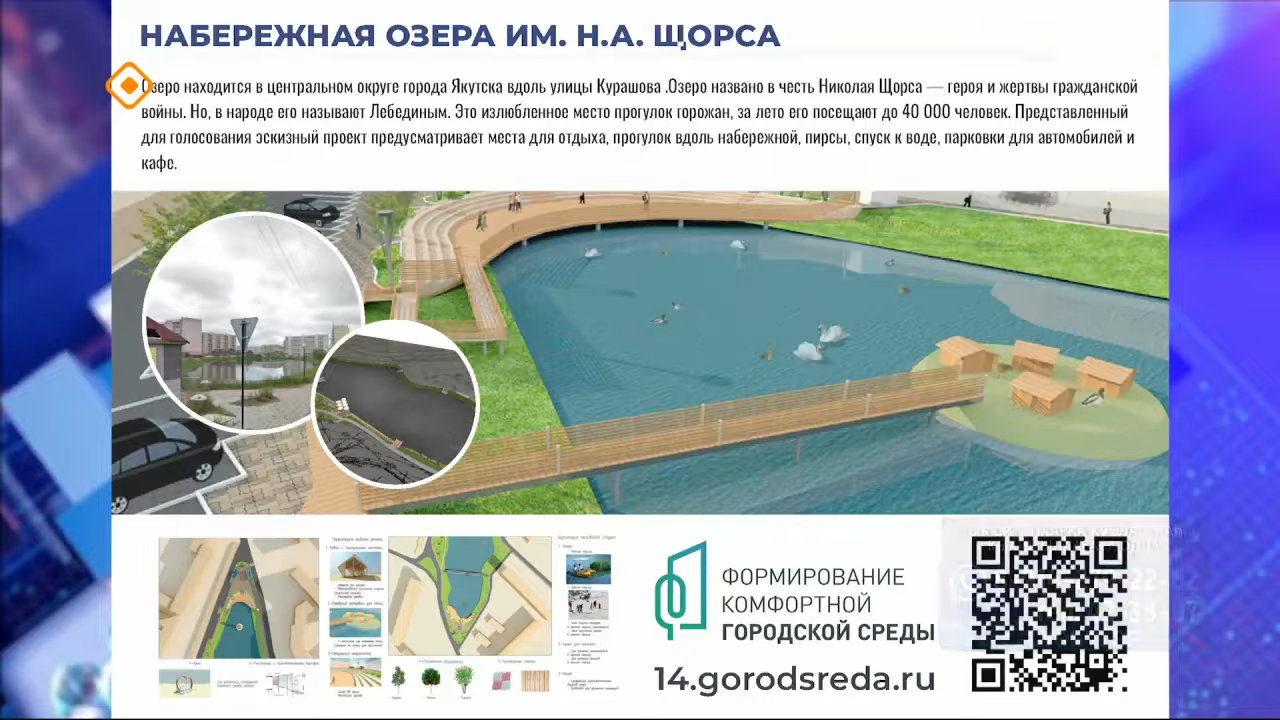 НАБЕРЕЖНАЯ ОЗЕРА ИМ. Н.А. ЩОРСА
Озеро находится в центральном округе города Якутска вдоль улицы Курашова .Озеро названо в честь Николая Щорса — героя и жертвы гражданской
войны. Но, в народе его называют Лебединым. Это излюбленное место прогулок горожан, за лето его посещают до 40 000 человек. Представленный
для голосования эскизный проект предусматривает места для отдыха, прогулок вдоль набережной, пирсы, спуск к воде, парковки для автомобилей и
кафе.
ФОРМИРОВАНИЕ
КОМФОРТНОЙ
ГОРОДСКОЙ СРЕДЫ
14.gorodsreda.ru